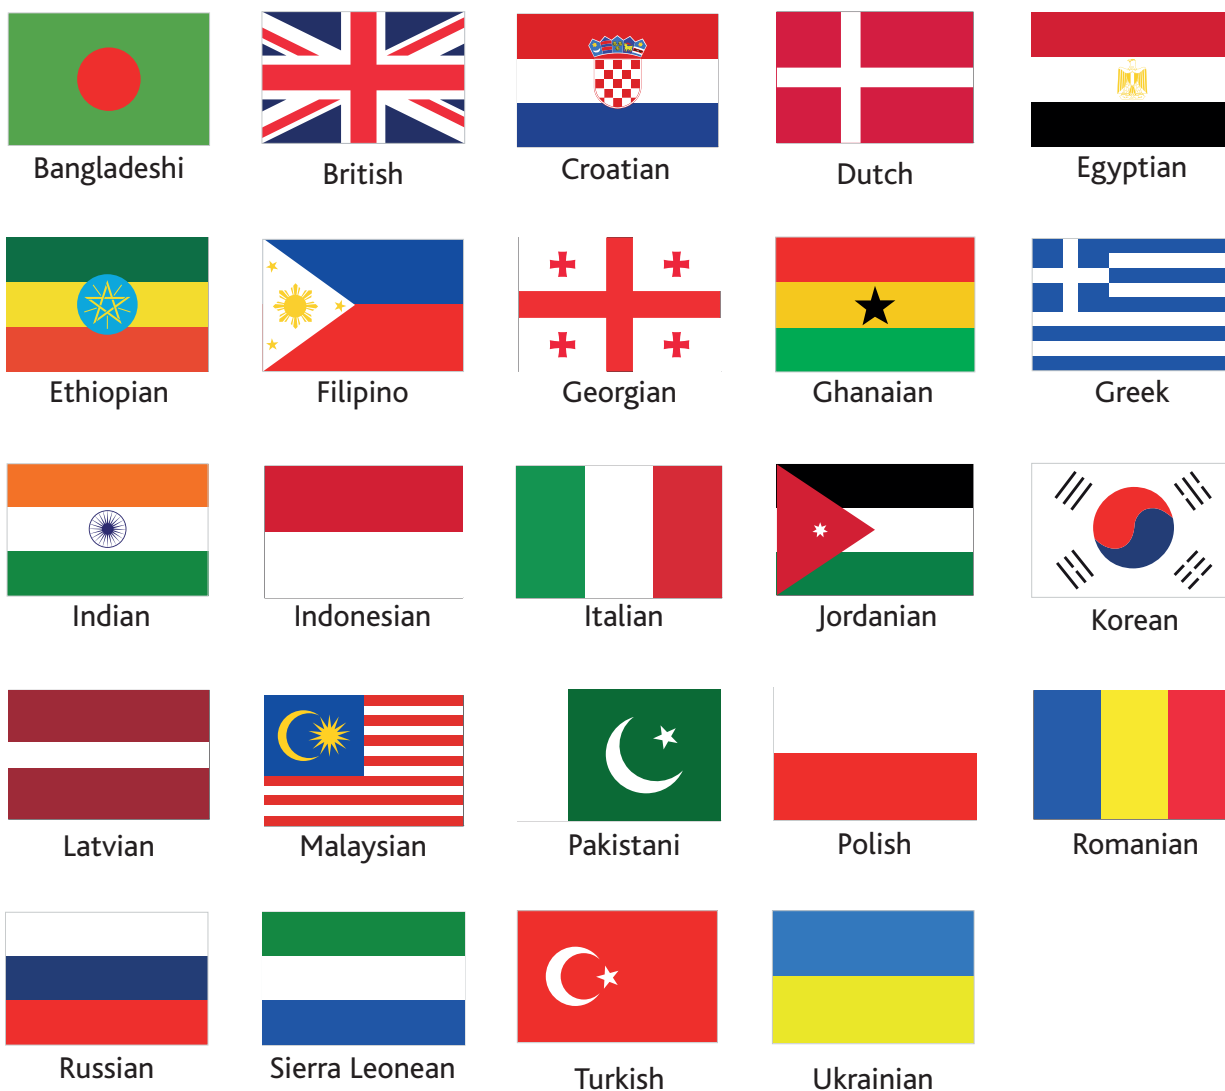 Bangladeshi
British
Croatian
Dutch
Egyptian
Ethiopian
Filipino
Georgian
Ghanaian
Greek
Indian
Indonesian
Italian
Jordanian
Korean
Latvian
Malaysian
Pakistani
Polish
Romanian
Russian
Sierra Leonean
Turkish
Ukrainian